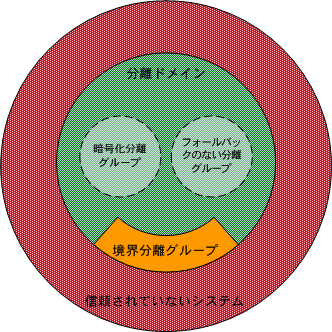 分離ドメイン
暗号化分離
グループ
フォールバッ
クのない分離
グループ
境界分離グループ
信頼されていないシステム